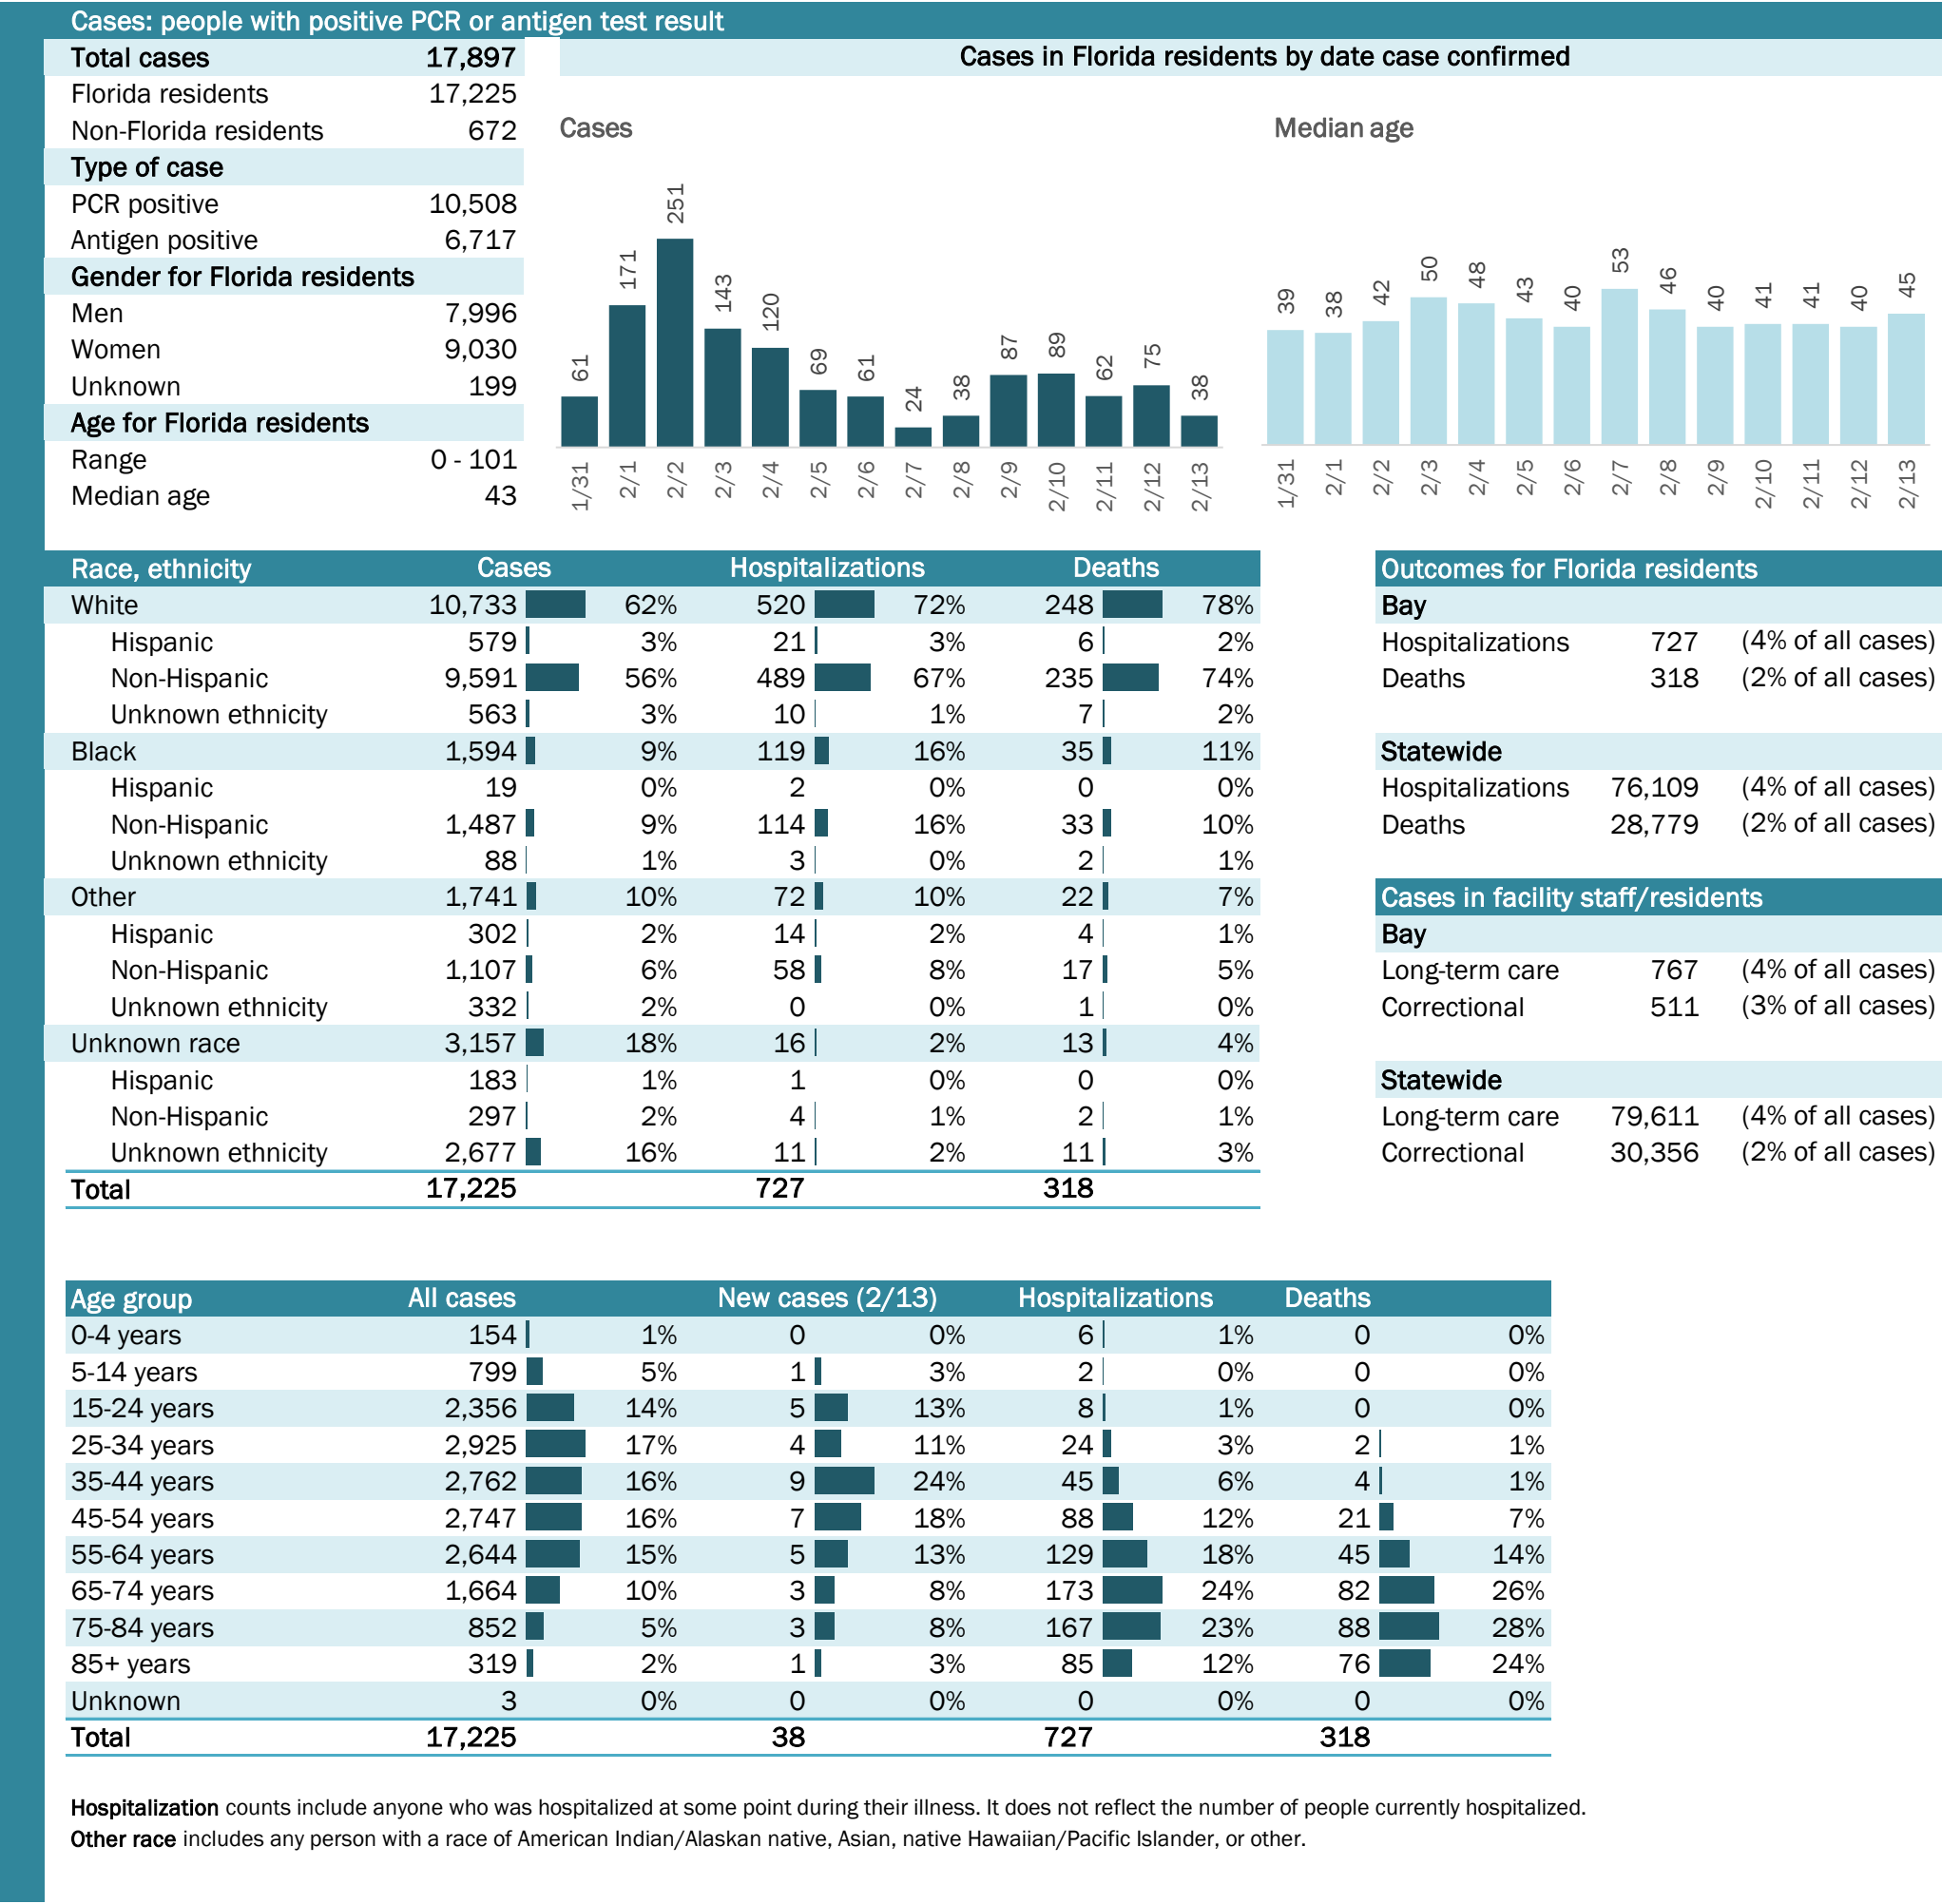 Cases: people with positive PCR or antigen test result
Total cases 17,897
Florida residents 17,225
Non-Florida residents 672
Type of case
PCR positive 10,508
Antigen positive 6,717
Gender for Florida residents
Men 7,996
Women 9,030
Unknown 199
Age for Florida residents
Range 0 - 101
Median age 43
Cases in Florida residents by date case confirmed
Cases
61 171 251 143 120 69 61 24 38 87 89 62 75 38
1/31 2/1 2/2 2/3 2/4 2/5 2/6 2/7 2/8 2/9 2/10 2/11 2/12 2/13
Median age
39 38 42 50 48 43 40 53 46 40 41 41 40 45
1/31 2/1 2/2 2/3 2/4 2/5 2/6 2/7 2/8 2/9 2/10 2/11 2/12 2/13
Race, ethnicity Cases Hospitalizations Deaths
White 10,733 62% 520 72% 248 78%
Hispanic 579 3% 21 3% 6 2%
Non-Hispanic 9,591 56% 489 67% 235 74%
Unknown ethnicity 563 3% 10 1% 7 2%
Black 1,594 9% 119 16% 35 11%
Hispanic 19 0% 2 0% 0 0%
Non-Hispanic 1,487 9% 114 16% 33 10%
Unknown ethnicity 88 1% 3 0% 2 1%
Other 1,741 10% 72 10% 22 7%
Hispanic 302 2% 14 2% 4 1%
Non-Hispanic 1,107 6% 58 8% 17 5%
Unknown ethnicity 332 2% 0 0% 1 0%
Unknown race 3,157 18% 16 2% 13 4%
Hispanic 183 1% 1 0% 0 0%
Non-Hispanic 297 2% 4 1% 2 1%
Unknown ethnicity 2,677 16% 11 2% 11 3%
Total 17,225 727 318
Outcomes for Florida residents
Bay
Hospitalizations 727 (4% of all cases)
Deaths 318 (2% of all cases)
Statewide
Hospitalizations 76,109 (4% of all cases)
Deaths 28,779 (2% of all cases)
Cases in facility staff/residents
Bay
Long-term care 767 (4% of all cases)
Correctional 511 (3% of all cases)
Statewide
Long-term care 79,611 (4% of all cases)
Correctional 30,356 (2% of all cases)
Age group All cases New cases (2/13) Hospitalizations Deaths
0-4 years 154 1% 0 0% 6 1% 0 0%
5-14 years 799 5% 1 3% 2 0% 0 0%
15-24 years 2,356 14% 5 13% 8 1% 0 0%
25-34 years 2,925 17% 4 11% 24 3% 2 1%
35-44 years 2,762 16% 9 24% 45 6% 4 1%
45-54 years 2,747 16% 7 18% 88 12% 21 7%
55-64 years 2,644 15% 5 13% 129 18% 45 14%
65-74 years 1,664 10% 3 8% 173 24% 82 26%
75-84 years 852 5% 3 8% 167 23% 88 28%
85+ years 319 2% 1 3% 85 12% 76 24%
Unknown 3 0% 0 0% 0 0% 0 0%
Total 17,225 38 727 318
Hospitalization counts include anyone who was hospitalized at some point during their illness. It does not reflect the number of people currently hospitalized.
Other race includes any person with a race of American Indian/Alaskan native, Asian, native Hawaiian/Pacific Islander, or other.